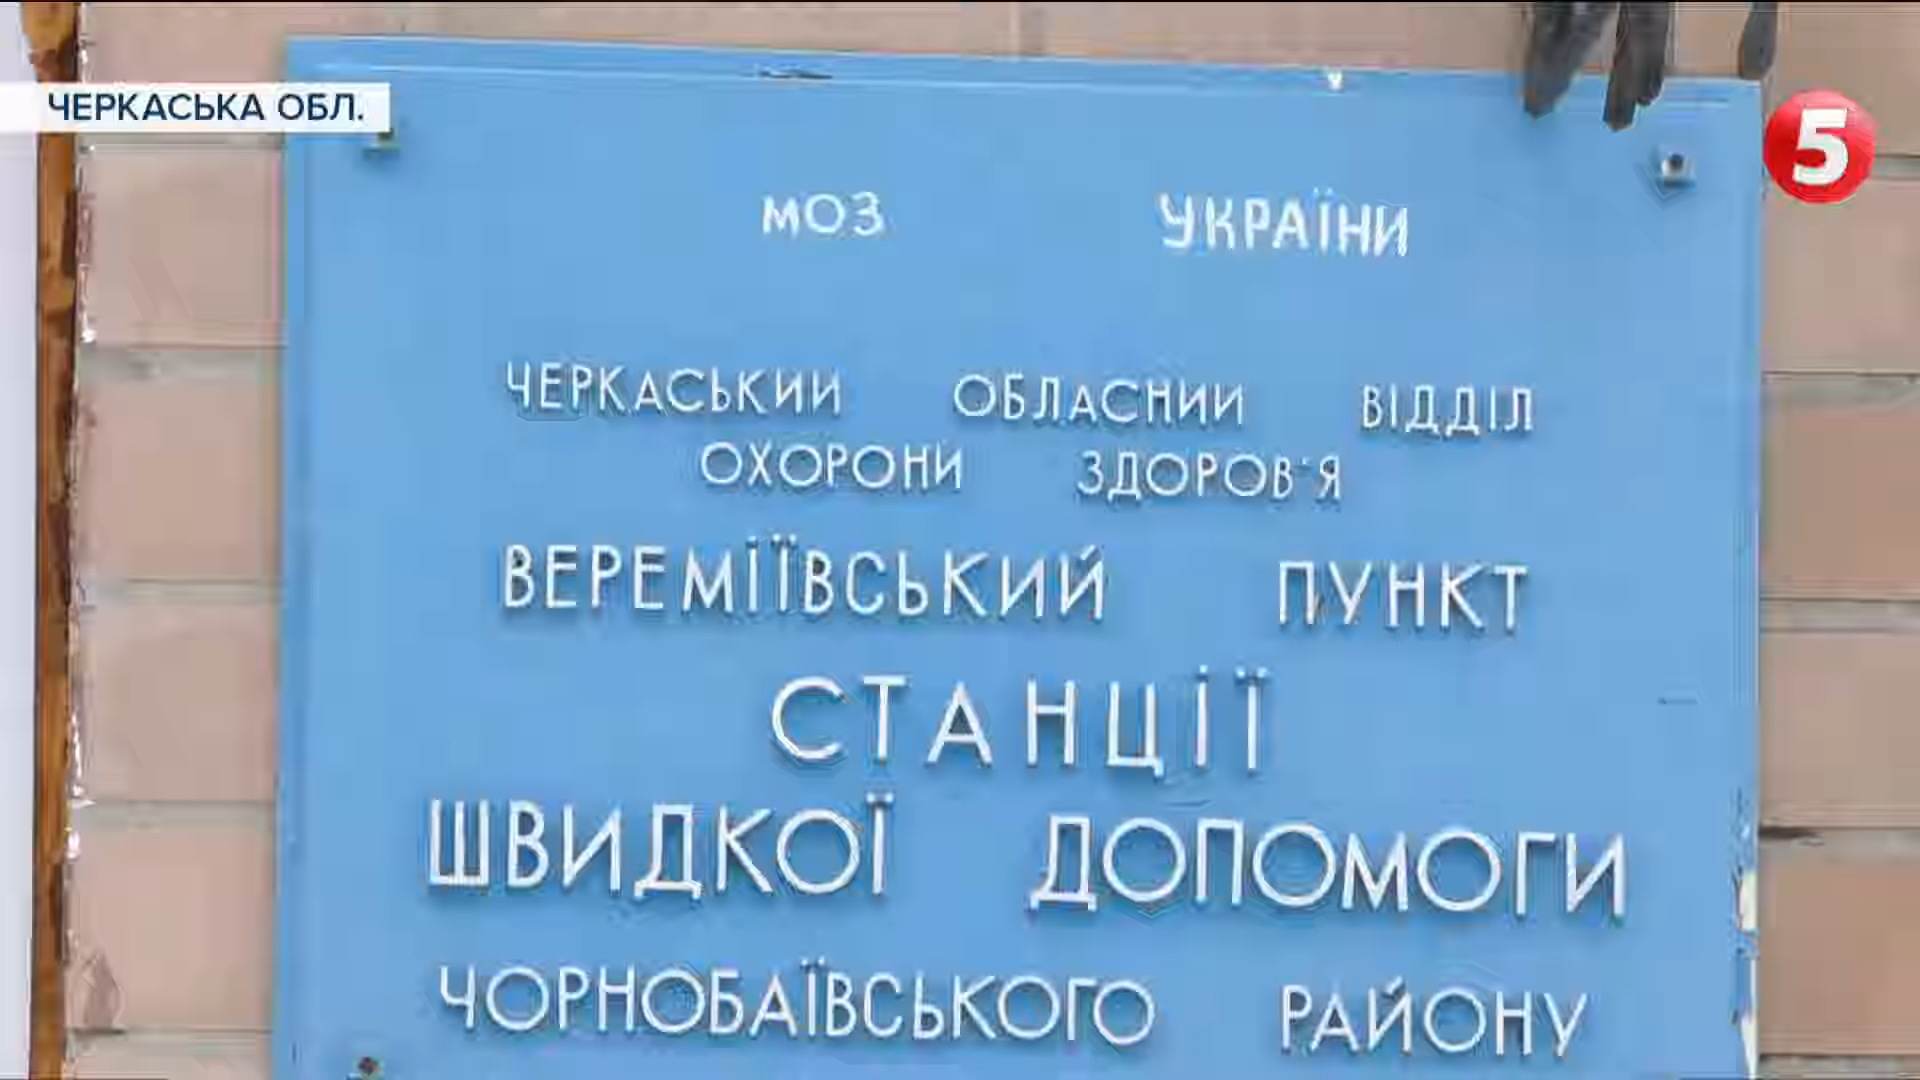 ЧЕРКАСЬКА ОБЛ.
5
МОЗ УКРАЇНИ
ЧЕРКАСЬКИИ ОБЛАСНИИ ВІДДІЛ
ОХОРОНИ ЗДОРОВ'Я
ВЕРЕМІЇВСЬКИЙ ПУНКТ
СТАНЦІЇ
ШВИДКОЇ ДОПОМОГИ
ЧОРНОБАЇВСЬКОГО РАЙОНУ